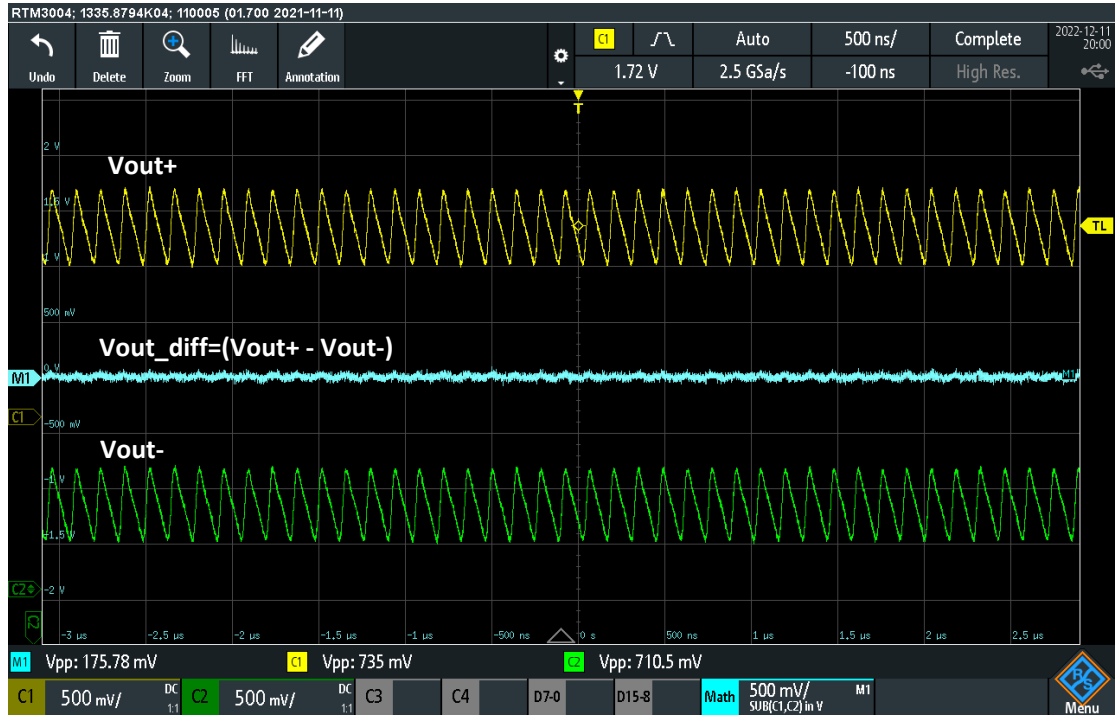 RTM3004; 1335.8794K04; 110005 (01.700 2021-11-11)
Undo Delete Zoom FFT Annotation
C1 Auto 500 ns/ Complete 2022-12-11
20:00
1.72 V 2.5 GSa/s -100 ns High Res.
T
2 V
Vout+
1.5 V
TL
1 V
500 mV
Vout_diff=(Vout+ - Vout-)
0 V
M1 M1
C1
-500 mV
Vout-
-1 V
-1.5 V
C2 -2 V
C2
-3 µs -2.5 µs -2 µs -1.5 µs -1 µs -500 ns 0 s 500 ns 1 µs 1.5 µs 2 µs 2.5 µs
M1 Vpp: 175.78 mV C1 Vpp: 735 mV C2 Vpp: 710.5 mV
C1 500 mV/ DC 1:1 C2 500 mV/ DC 1:1 C3 C4 D7-0 D15-8 Math 500 mV/ M1
SUB(C1,C2) in V
R&S
Menu